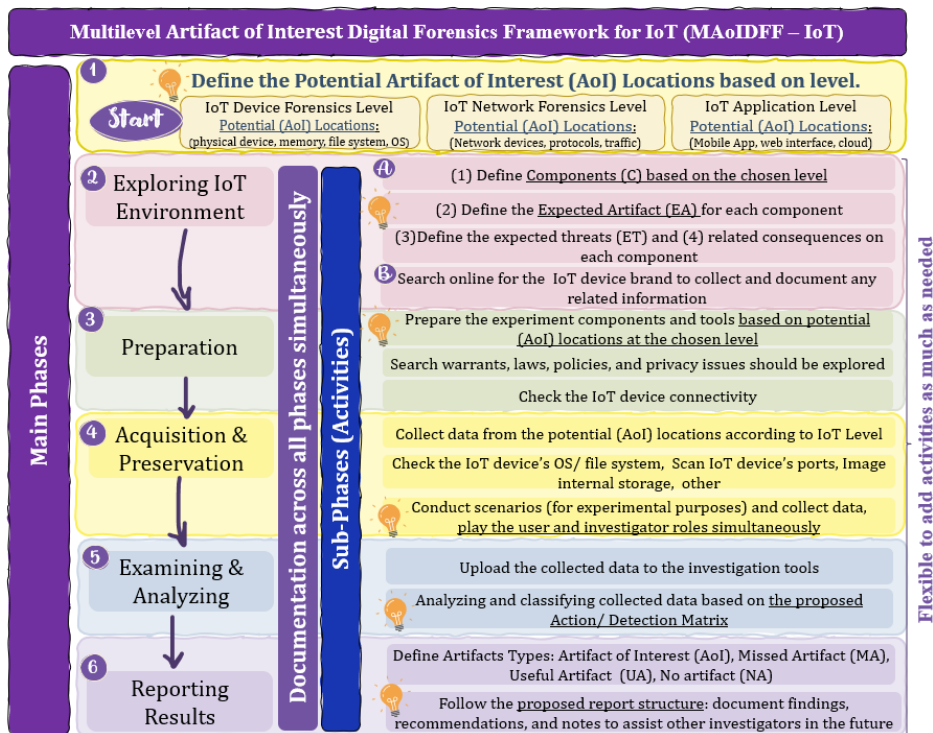 Multilevel Artifact of Interest Digital Forensics Framework for IoT (MAoIDFF – IoT)
Main Phases
1
Define the Potential Artifact of Interest (AoI) Locations based on level.
Start
IoT Device Forensics Level
Potential (AoI) Locations:
(physical device, memory, file system, OS)
IoT Network Forensics Level
Potential (AoI) Locations:
(Network devices, protocols, traffic)
IoT Application Level
Potential (AoI) Locations:
(Mobile App, web interface, cloud)
2
Exploring IoT
Environment
Documentation across all phases simultaneously
Sub-Phases (Activities)
A
(1) Define Components (C) based on the chosen level
(2) Define the Expected Artifact (EA) for each component
(3)Define the expected threats (ET) and (4) related consequences on
each component
B
Search online for the IoT device brand to collect and document any
related information
3
Preparation
Prepare the experiment components and tools based on potential
(AoI) locations at the chosen level
Search warrants, laws, policies, and privacy issues should be explored
Check the IoT device connectivity
4
Acquisition &
Preservation
Collect data from the potential (AoI) locations according to IoT Level
Check the IoT device's OS/ file system, Scan IoT device's ports, Image
internal storage, other
Conduct scenarios (for experimental purposes) and collect data,
play the user and investigator roles simultaneously
5
Examining &
Analyzing
Upload the collected data to the investigation tools
Analyzing and classifying collected data based on the proposed
Action/ Detection Matrix
6
Reporting
Results
Define Artifacts Types: Artifact of Interest (AoI), Missed Artifact (MA),
Useful Artifact (UA), No artifact (NA)
Follow the proposed report structure: document findings,
recommendations, and notes to assist other investigators in the future
Flexible to add activities as much as needed